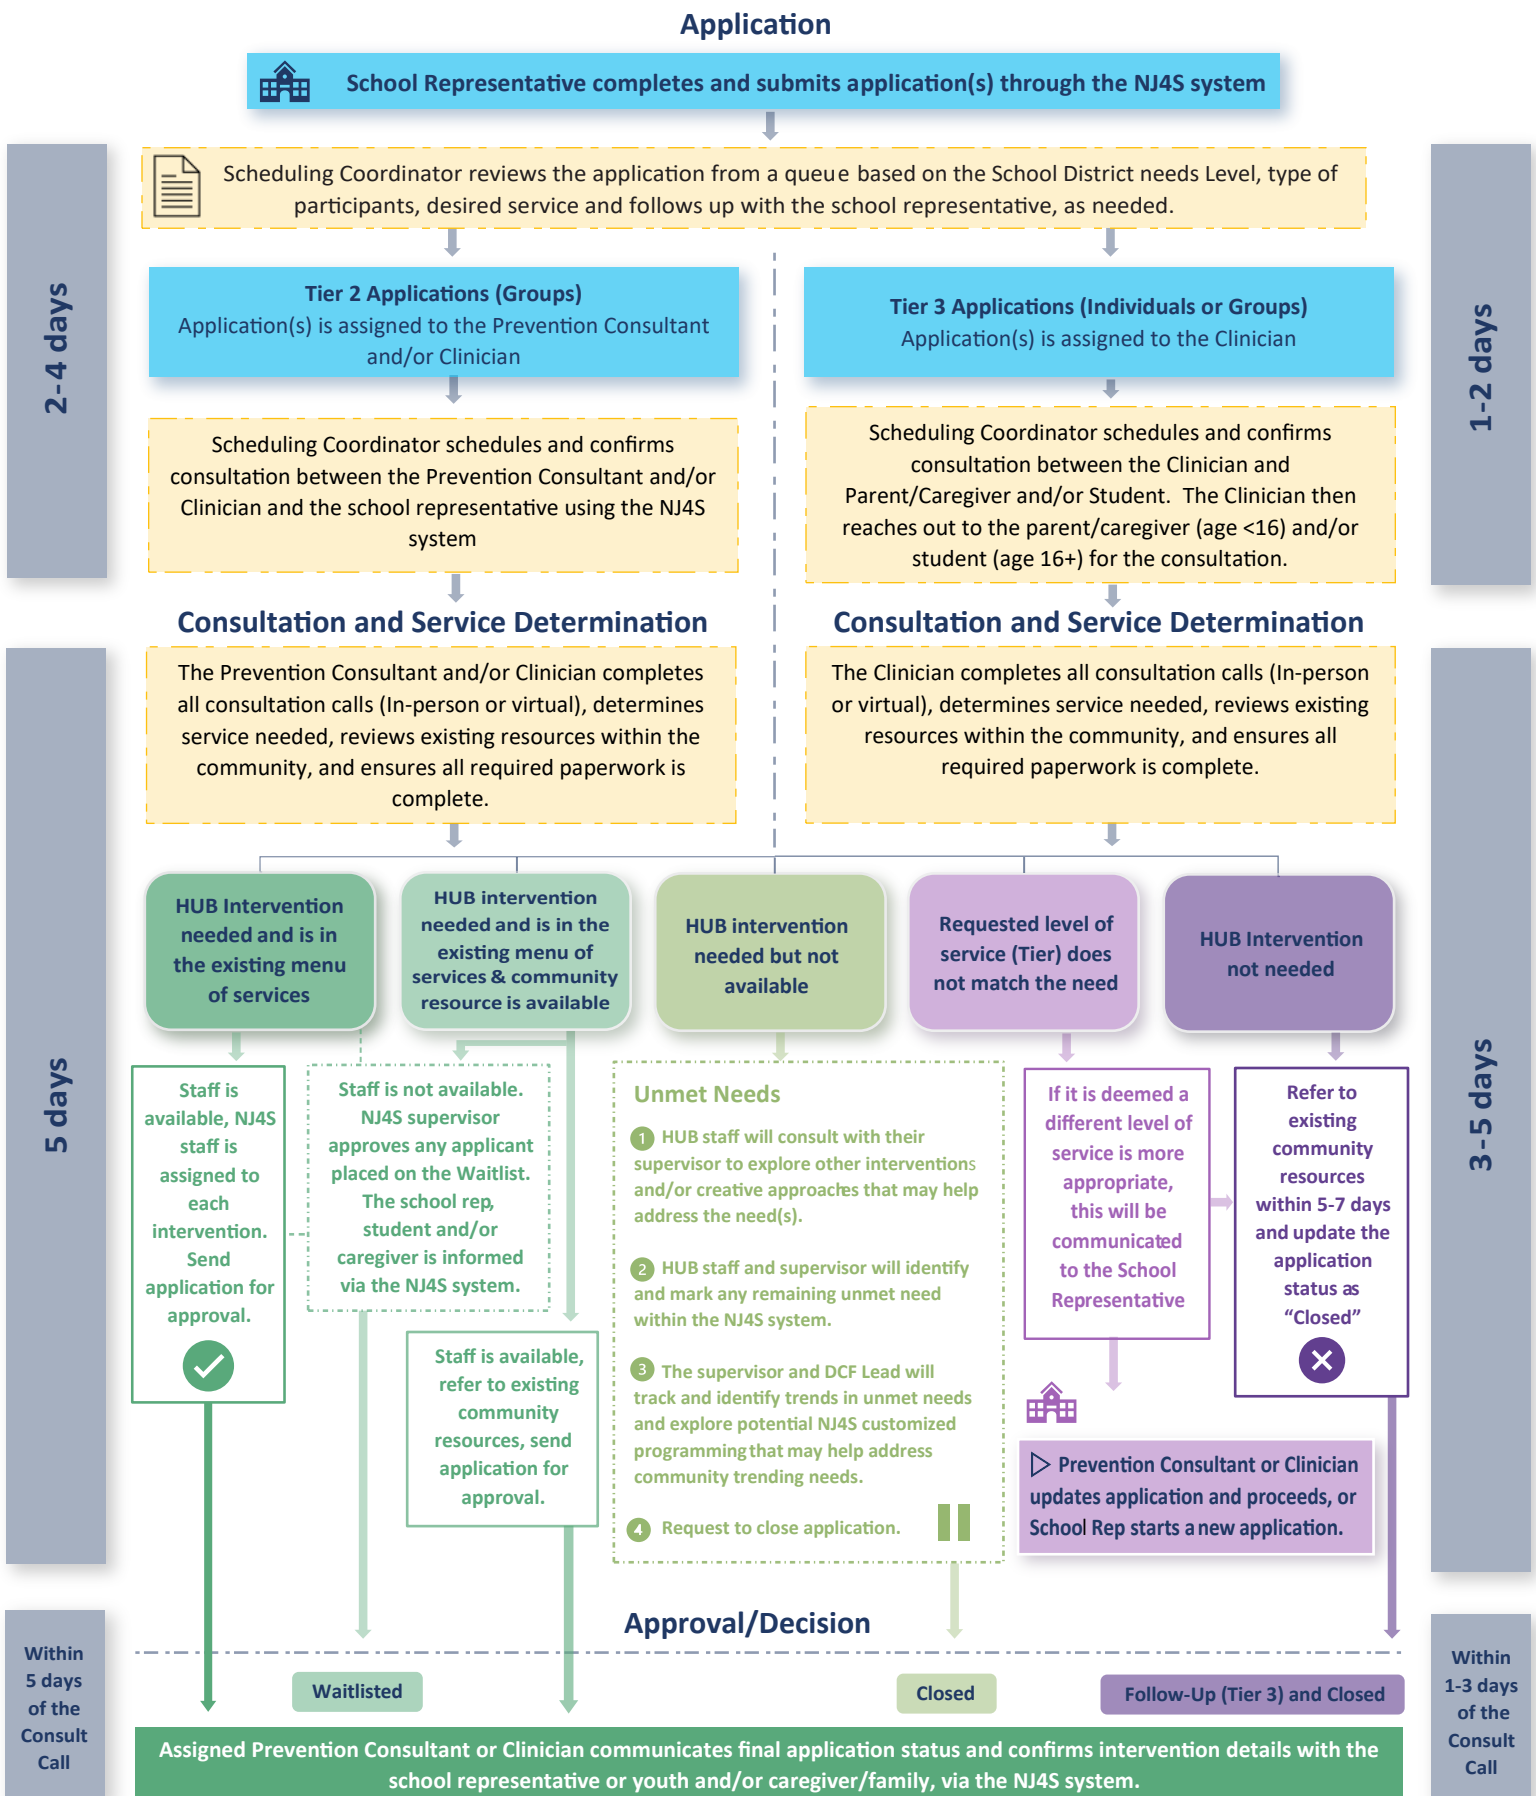 Application
School Representative completes and submits application(s) through the NJ4S system
Scheduling Coordinator reviews the application from a queue based on the School District needs Level, type of
participants, desired service and follows up with the school representative, as needed.
2-4 days
1-2 days
Tier 2 Applications (Groups)
Application(s) is assigned to the Prevention Consultant
and/or Clinician
Tier 3 Applications (Individuals or Groups)
Application(s) is assigned to the Clinician
Scheduling Coordinator schedules and confirms
consultation between the Prevention Consultant and/or
Clinician and the school representative using the NJ4S
system
Scheduling Coordinator schedules and confirms
consultation between the Clinician and
Parent/Caregiver and/or Student. The Clinician then
reaches out to the parent/caregiver (age <16) and/or
student (age 16+) for the consultation.
Consultation and Service Determination
Consultation and Service Determination
5 days
3-5 days
The Prevention Consultant and/or Clinician completes
all consultation calls (In-person or virtual), determines
service needed, reviews existing resources within the
community, and ensures all required paperwork is
complete.
The Clinician completes all consultation calls (In-person
or virtual), determines service needed, reviews existing
resources within the community, and ensures all
required paperwork is complete.
HUB Intervention
needed and is in
the existing menu
of services
HUB intervention
needed and is in the
existing menu of
services & community
resource is available
HUB intervention
needed but not
available
Requested level of
service (Tier) does
not match the need
HUB Intervention
not needed
Staff is
available, NJ4S
staff is
assigned to
each
intervention.
Send
application for
approval.
Staff is not available.
NJ4S supervisor
approves any applicant
placed on the Waitlist.
The school rep,
student and/or
caregiver is informed
via the NJ4S system.
Staff is available,
refer to existing
community
resources, send
application for
approval.
Unmet Needs
1 HUB staff will consult with their
supervisor to explore other interventions
and/or creative approaches that may help
address the need(s).
2 HUB staff and supervisor will identify
and mark any remaining unmet need
within the NJ4S system.
3 The supervisor and DCF Lead will
track and identify trends in unmet needs
and explore potential NJ4S customized
programming that may help address
community trending needs.
4 Request to close application.
If it is deemed a
different level of
service is more
appropriate,
this will be
communicated
to the School
Representative
Refer to
existing
community
resources
within 5-7 days
and update the
application
status as
“Closed”
Prevention Consultant or Clinician
updates application and proceeds, or
School Rep starts a new application.
Approval/Decision
Within
5 days
of the
Consult
Call
Within
1-3 days
of the
Consult
Call
Waitlisted
Closed
Follow-Up (Tier 3) and Closed
Assigned Prevention Consultant or Clinician communicates final application status and confirms intervention details with the
school representative or youth and/or caregiver/family, via the NJ4S system.